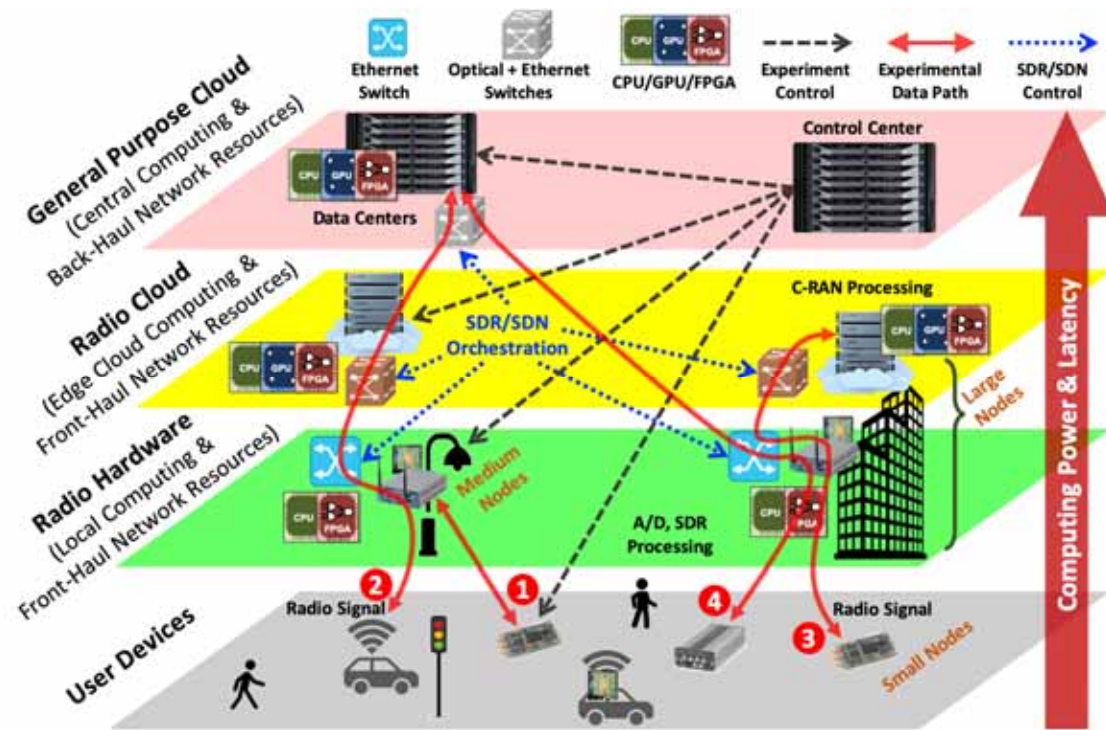 Ethernet
Switch
Optical + Ethernet
Switches
CPU
GPU
FPGA
CPU/GPU/FPGA
Experiment
Control
Experimental
Data Path
SDR/SDN
Control
General Purpose Cloud
(Central Computing &
Back-Haul Network Resources)
CPU
GPU
FPGA
Data Centers
Control Center
Radio Cloud
(Edge Cloud Computing &
Front-Haul Network Resources)
CPU
GPU
FPGA
SDR/SDN
Orchestration
C-RAN Processing
CPU
GPU
FPGA
Large
Nodes
Radio Hardware
(Local Computing &
Front-Haul Network Resources)
CPU
FPGA
Medium
Nodes
CPU
FPGA
A/D, SDR
Processing
User Devices
Radio Signal
2
1
4
3
Radio Signal
Small Nodes
Computing Power & Latency